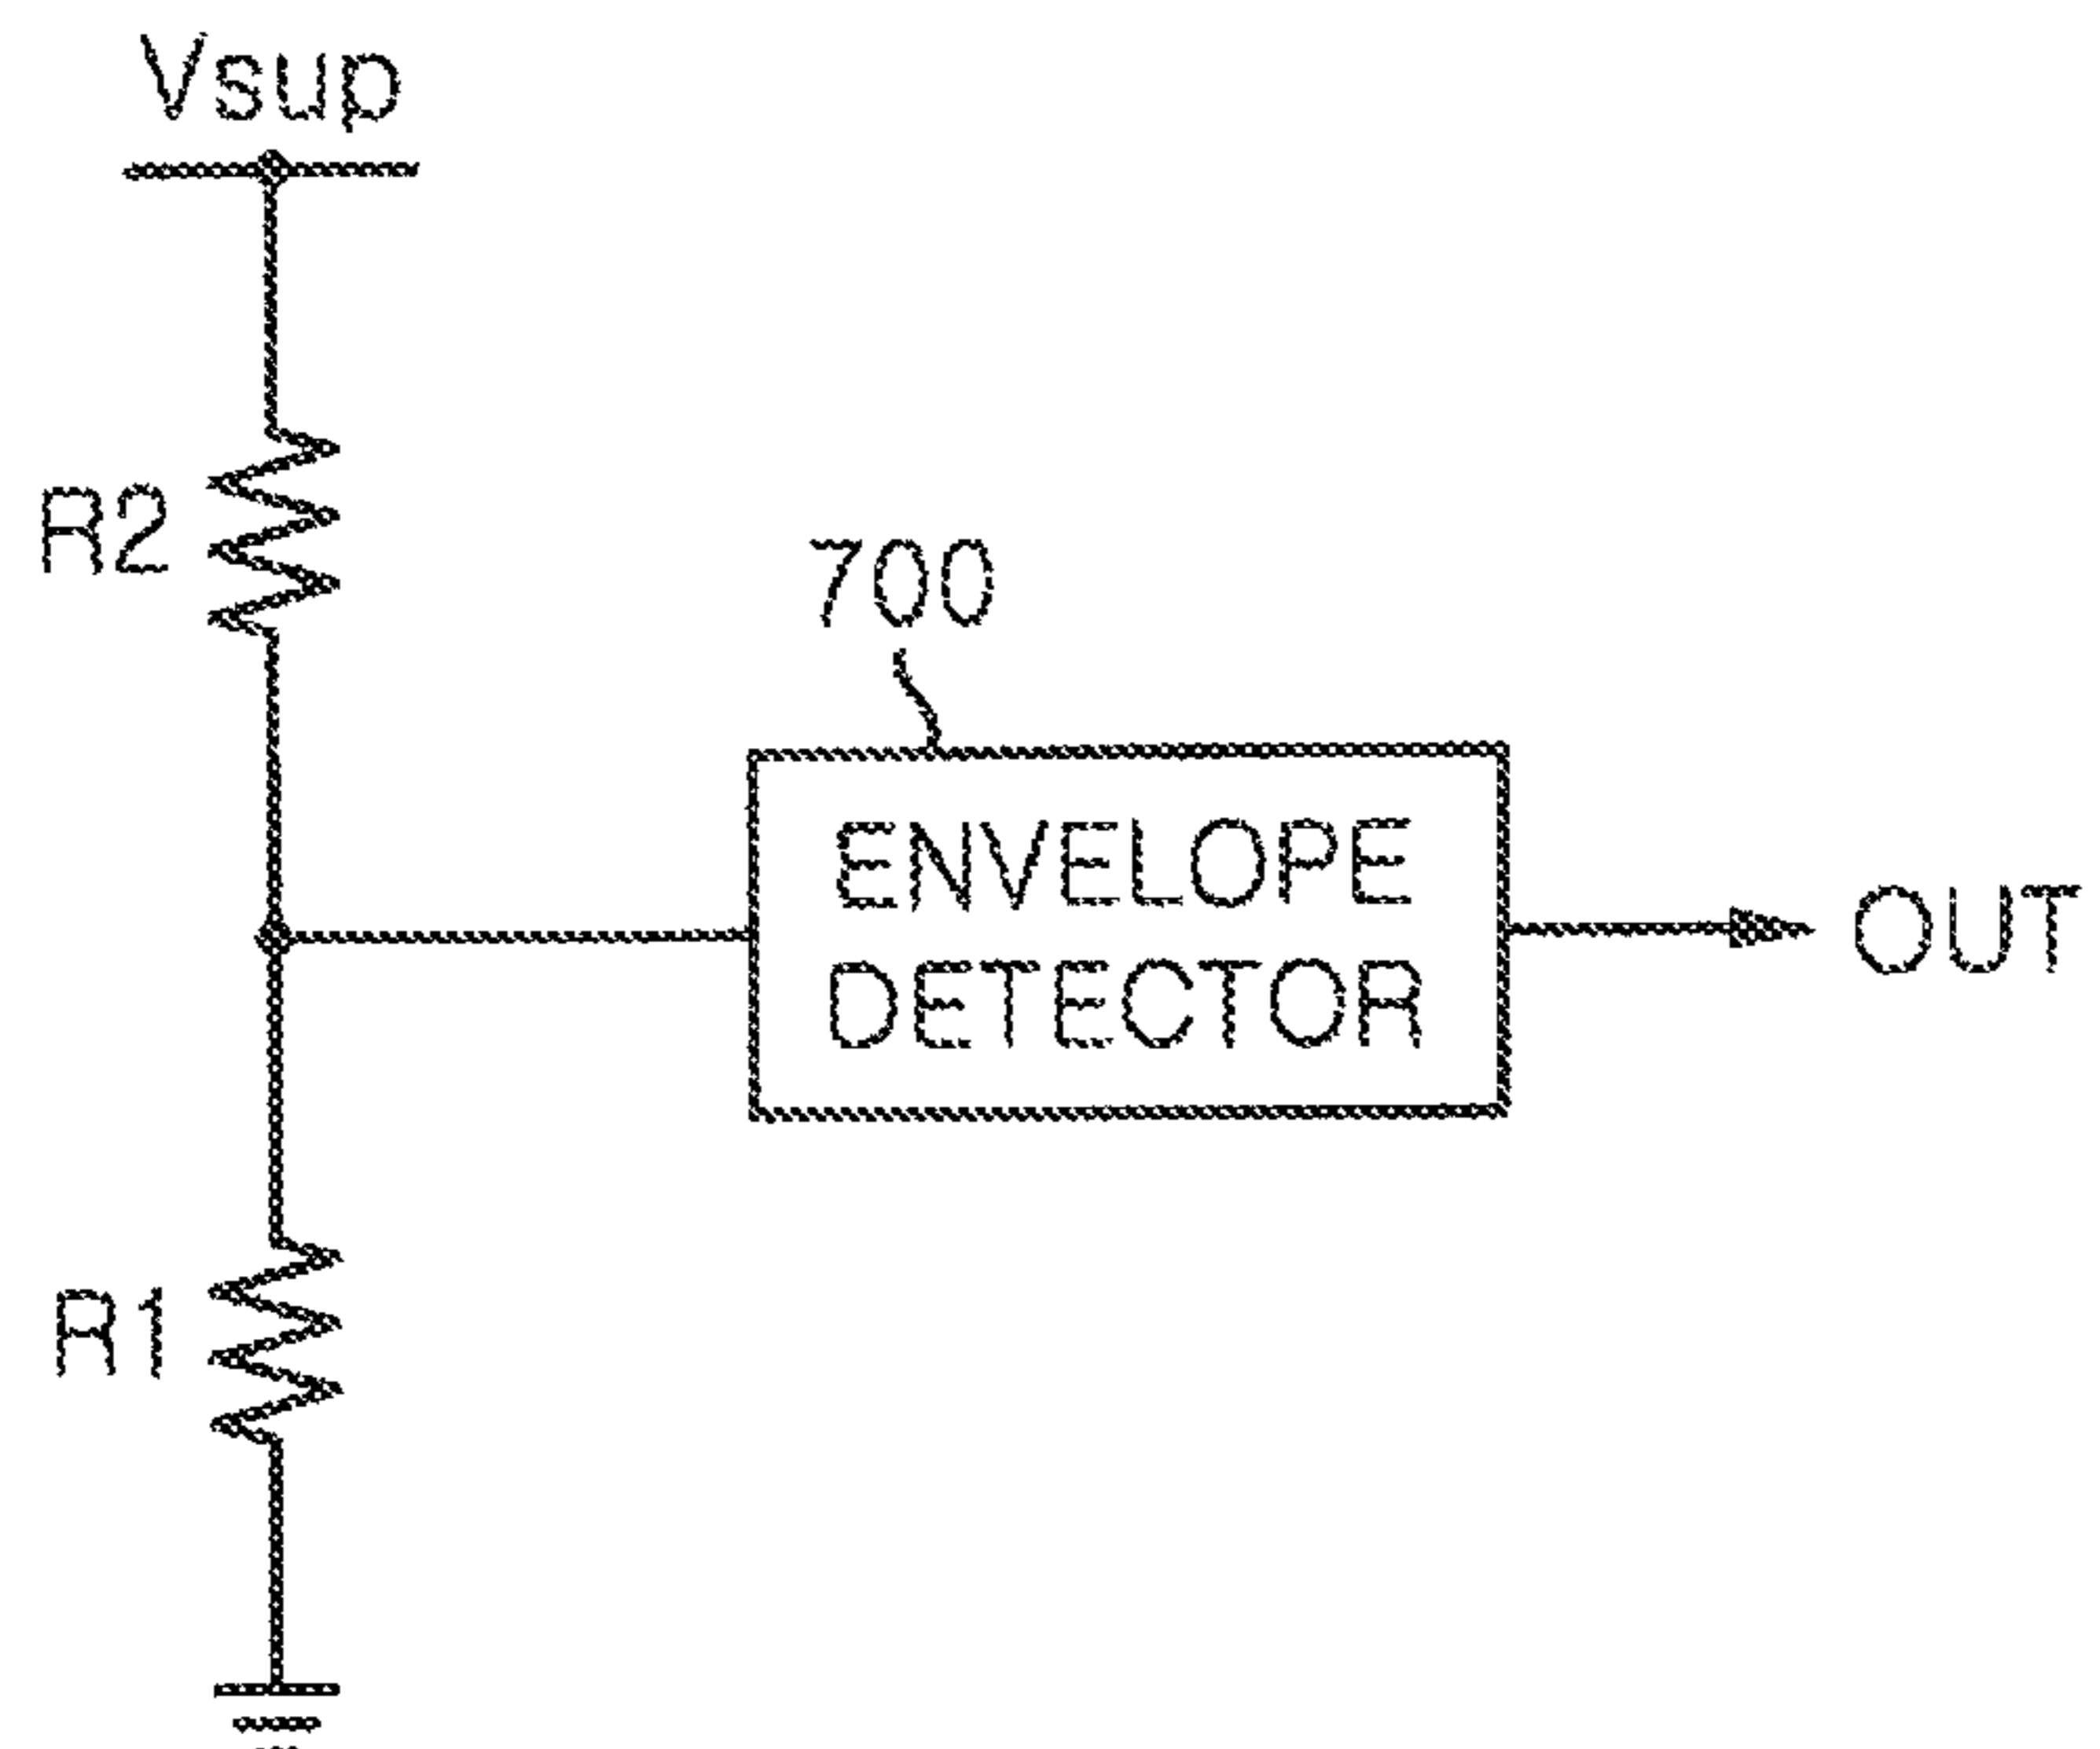 Vsup
R2
700
ENVELOPE
DETECTOR
OUT
R1